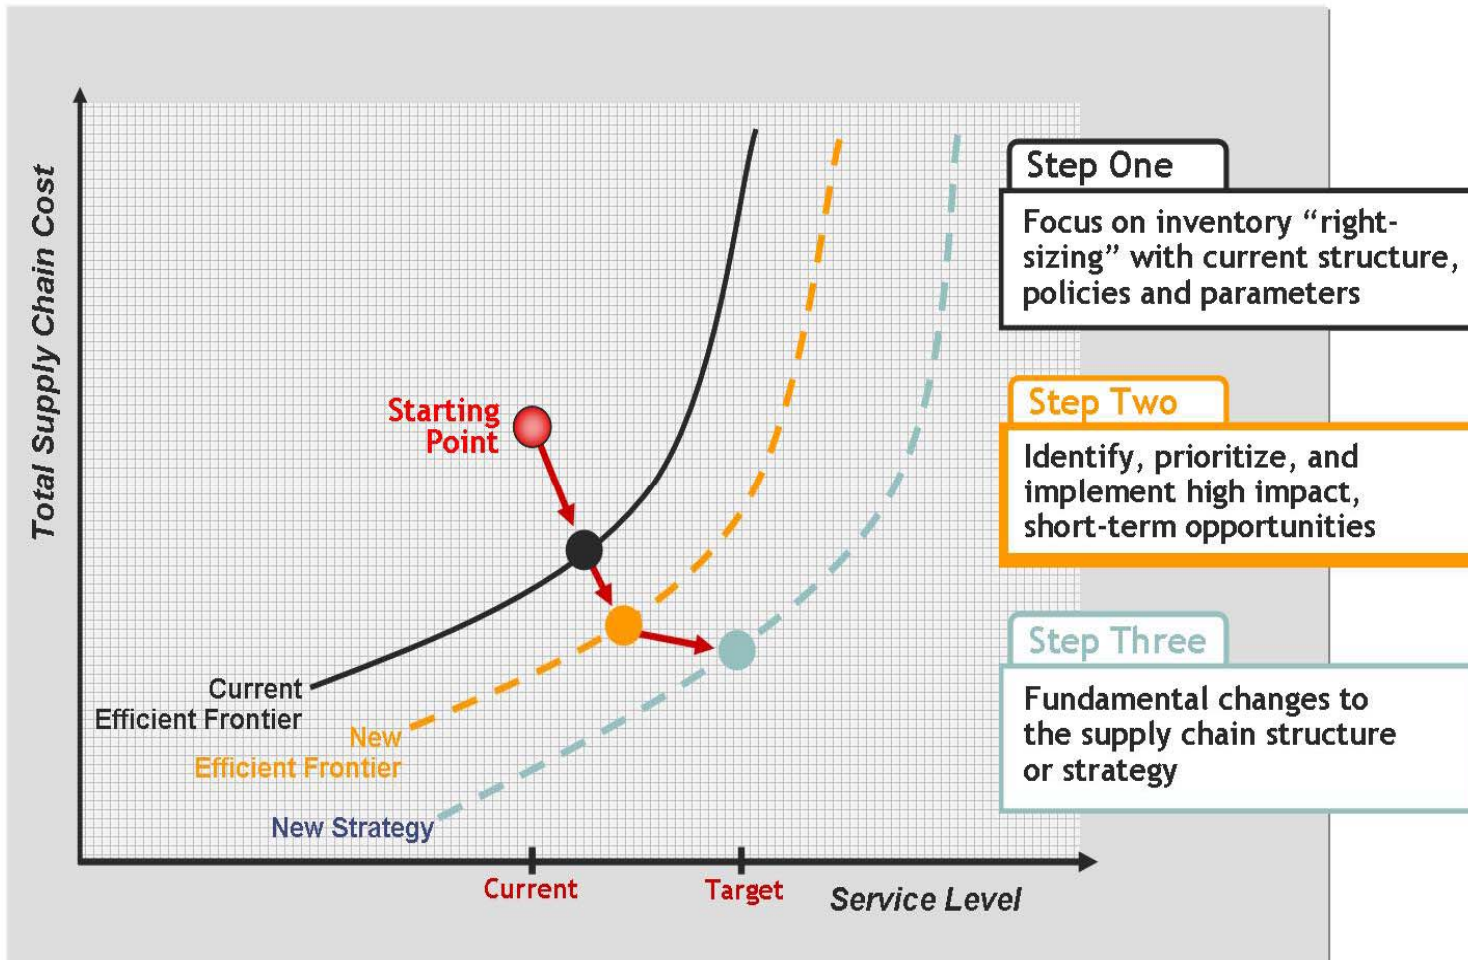 Total Supply Chain Cost
Starting
Point
Current
Efficient Frontier
New
Efficient Frontier
New Strategy
Current
Target
Service Level
Step One
Focus on inventory “right-
sizing” with current structure,
policies and parameters
Step Two
Identify, prioritize, and
implement high impact,
short-term opportunities
Step Three
Fundamental changes to
the supply chain structure
or strategy